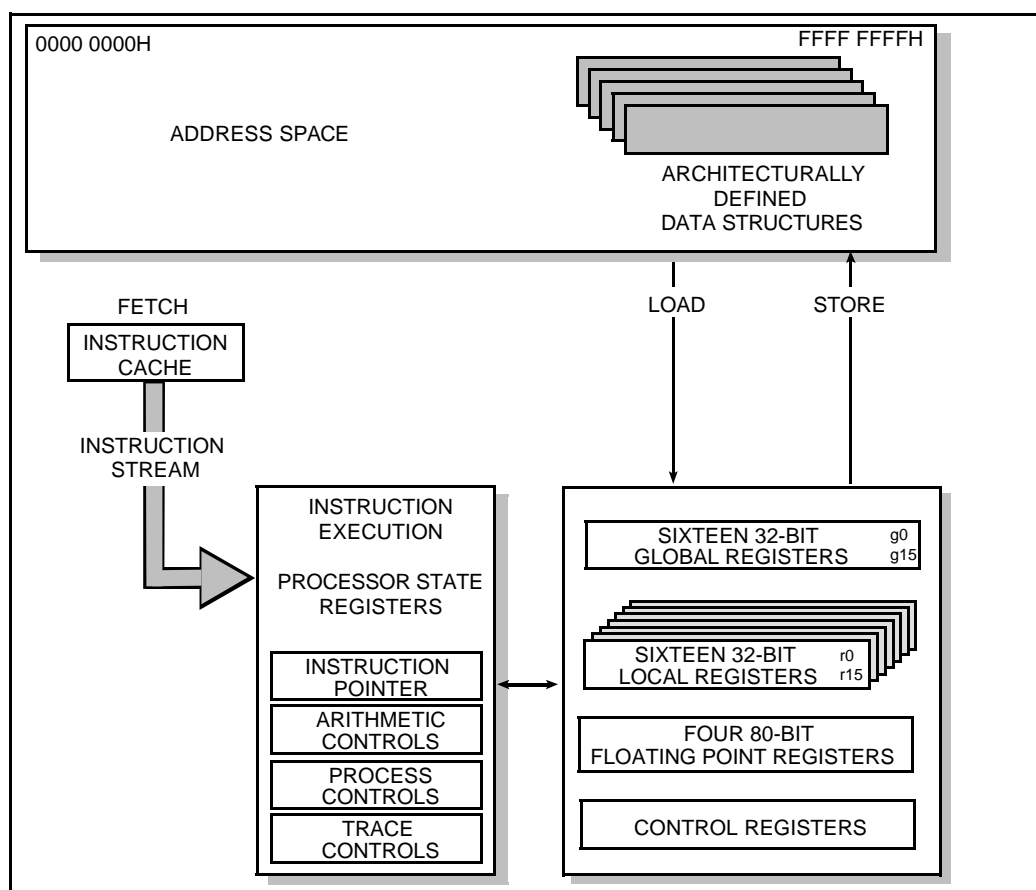 0000 0000H
FFFF FFFFH
ADDRESS SPACE
ARCHITECTURALLY
DEFINED
DATA STRUCTURES
FETCH
LOAD
STORE
INSTRUCTION
CACHE
INSTRUCTION
STREAM
INSTRUCTION
EXECUTION
PROCESSOR STATE
REGISTERS
INSTRUCTION
POINTER
ARITHMETIC
CONTROLS
PROCESS
CONTROLS
TRACE
CONTROLS
SIXTEEN 32-BIT g0
GLOBAL REGISTERS g15
SIXTEEN 32-BIT r0
LOCAL REGISTERS r15
FOUR 80-BIT
FLOATING POINT REGISTERS
CONTROL REGISTERS